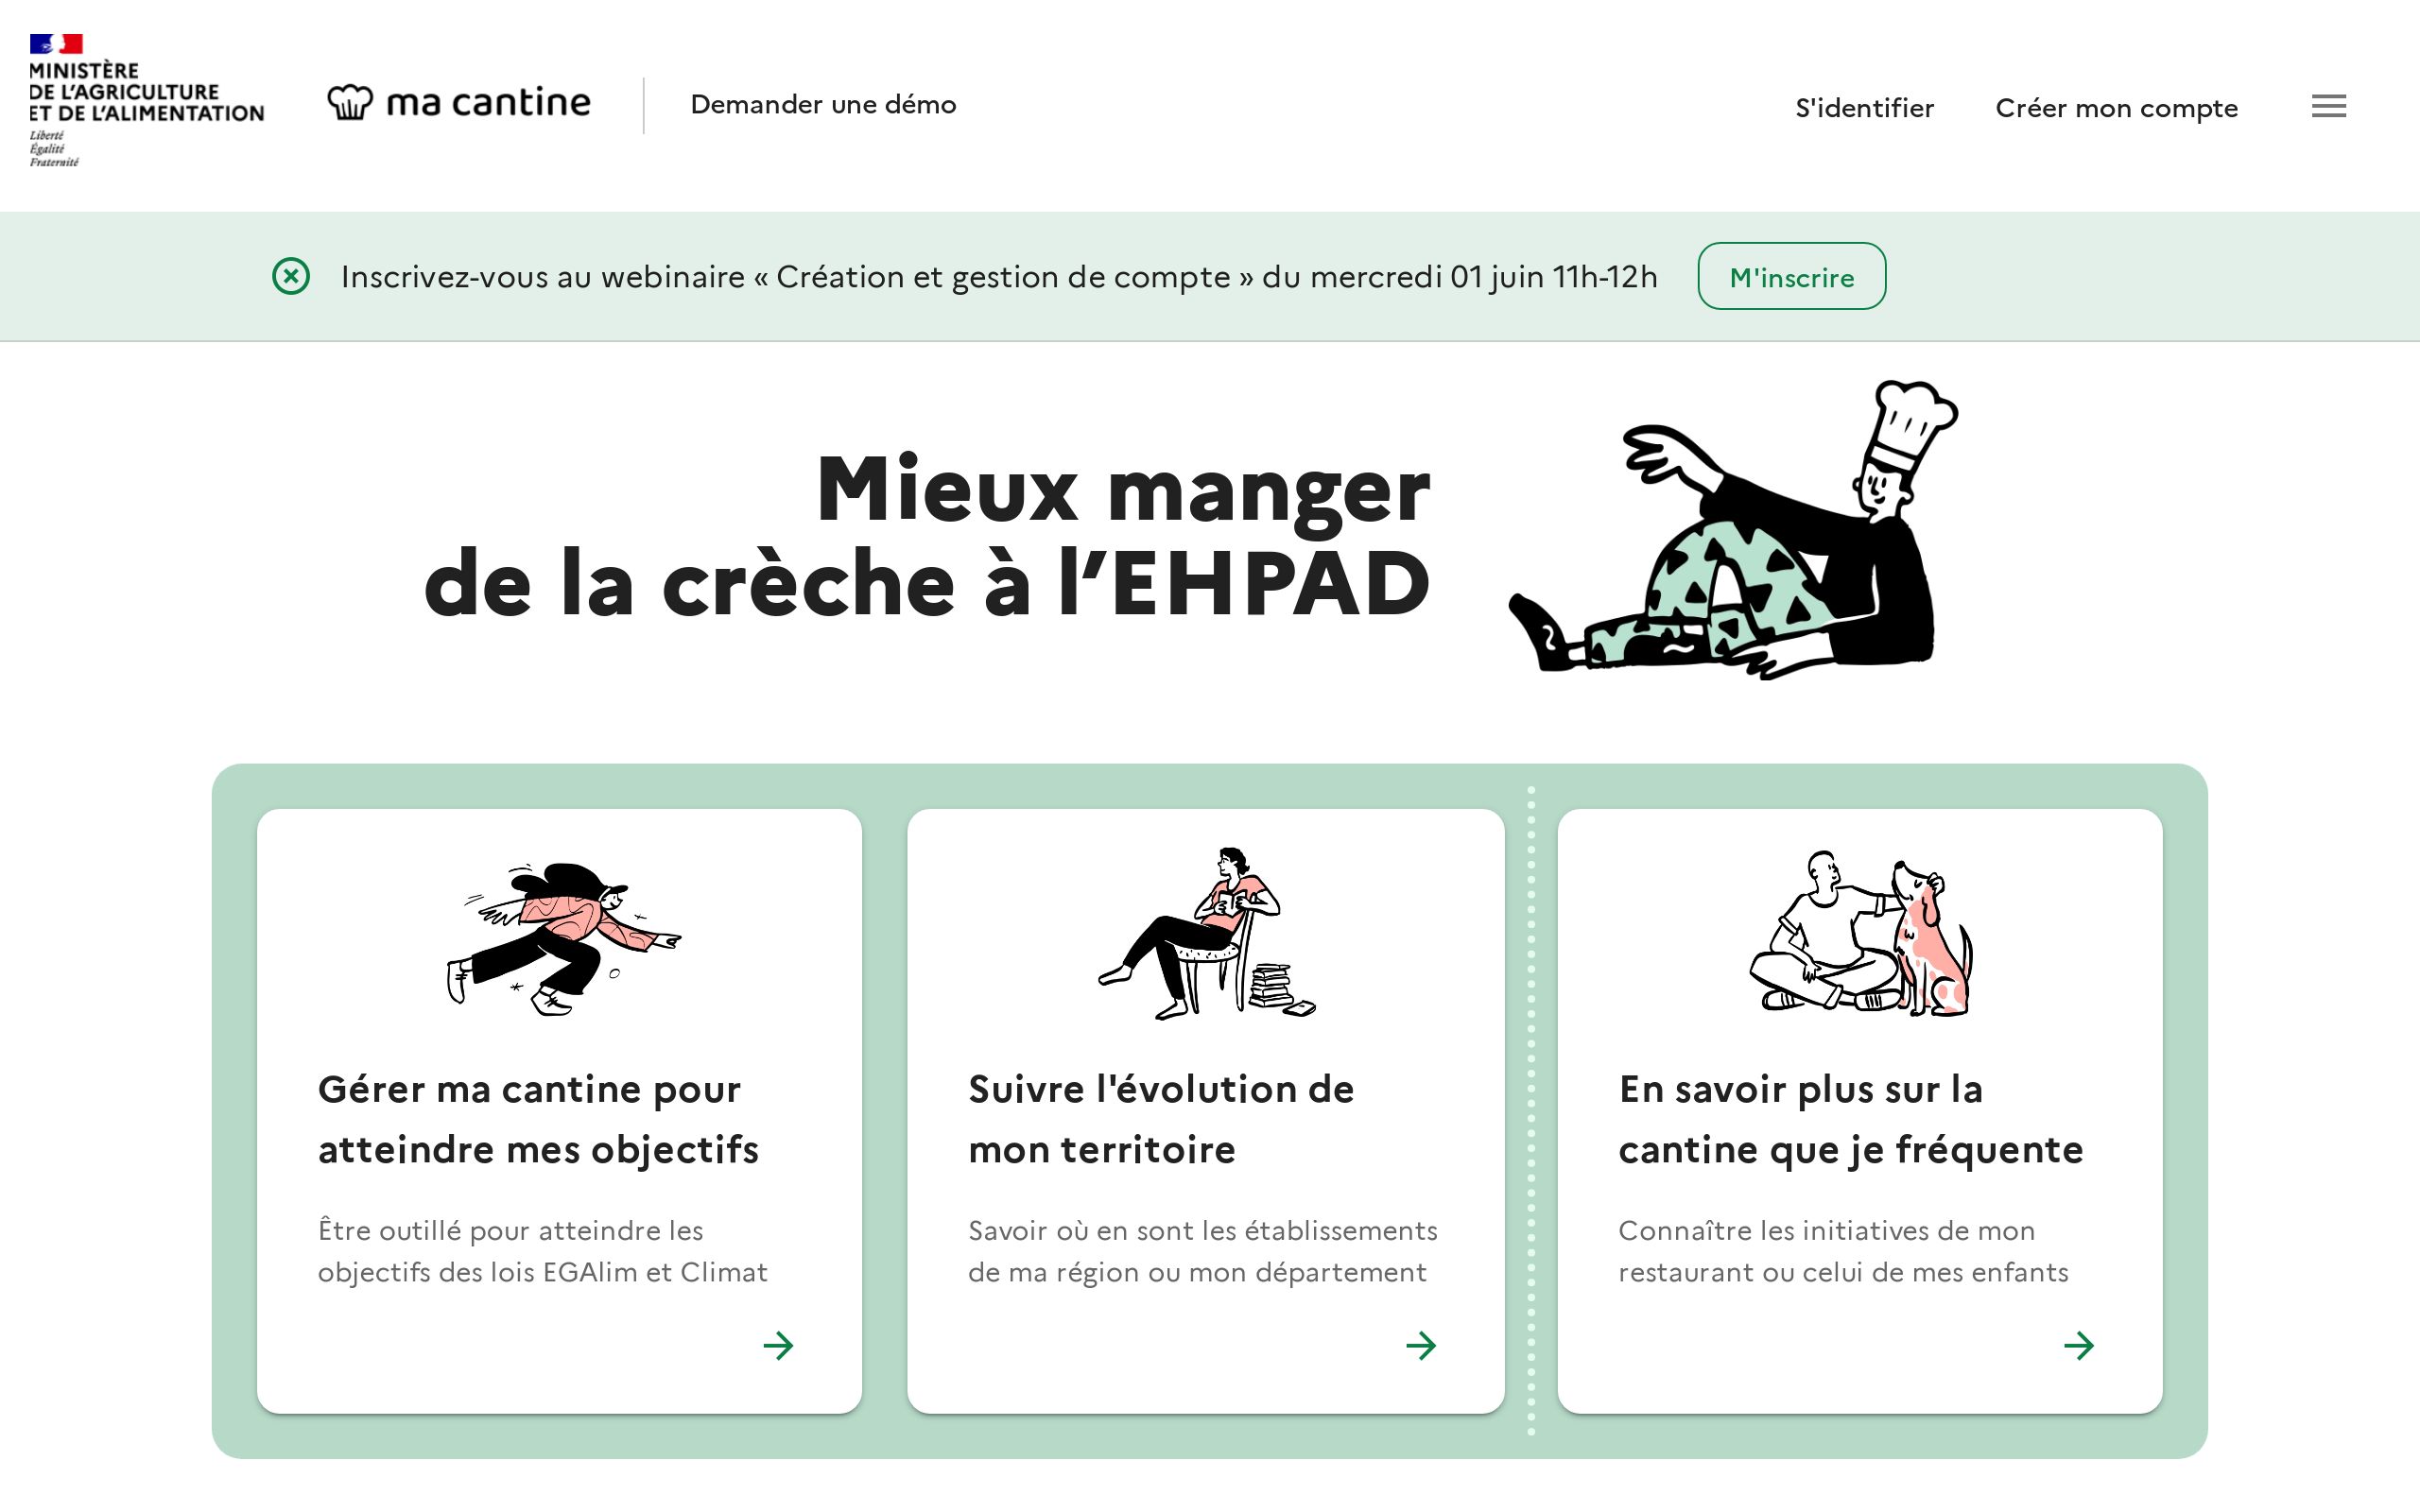 MINISTÈRE
DE L'AGRICULTURE
ET DE L'ALIMENTATION
Liberté
Égalité
Fraternité
ma cantine
Demander une démo
S'identifier
Créer mon compte
Inscrivez-vous au webinaire « Création et gestion de compte » du mercredi 01 juin 11h-12h
M'inscrire
Mieux manger
de la crèche à l’EHPAD
Gérer ma cantine pour
atteindre mes objectifs
Être outillé pour atteindre les
objectifs des lois EGAlim et Climat
Suivre l'évolution de
mon territoire
Savoir où en sont les établissements
de ma région ou mon département
En savoir plus sur la
cantine que je fréquente
Connaître les initiatives de mon
restaurant ou celui de mes enfants